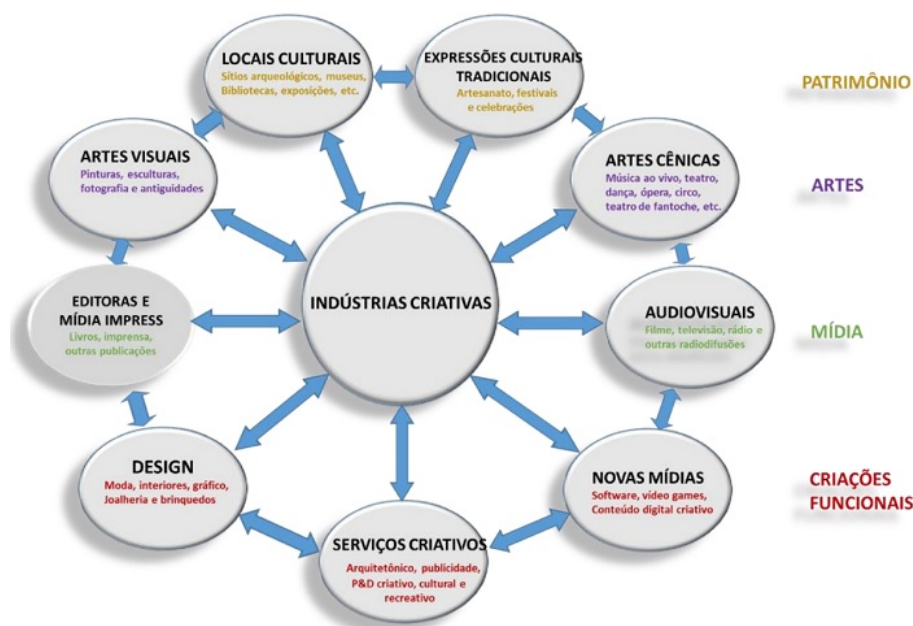 LOCAIS CULTURAIS
Sítios arqueológicos, museus,
Bibliotecas, exposições, etc.
EXPRESSÕES CULTURAIS
TRADICIONAIS
Artesanato, festivais
e celebrações
PATRIMÔNIO
ARTES VISUAIS
Pinturas, esculturas,
fotografia e antiguidades
ARTES CÊNICAS
Música ao vivo, teatro,
dança, ópera, circo,
teatro de fantoche, etc.
ARTES
EDITORAS E
MÍDIA IMPRESS
Livros, imprensa,
outras publicações
INDÚSTRIAS CRIATIVAS
AUDIOVISUAIS
Filme, televisão, rádio e
outras radiodifusões
MÍDIA
DESIGN
Moda, interiores, gráfico,
Joalheria e brinquedos
SERVIÇOS CRIATIVOS
Arquitetônico, publicidade,
P&D criativo, cultural e
recreativo
NOVAS MÍDIAS
Software, vídeo games,
Conteúdo digital criativo
CRIAÇÕES
FUNCIONAIS